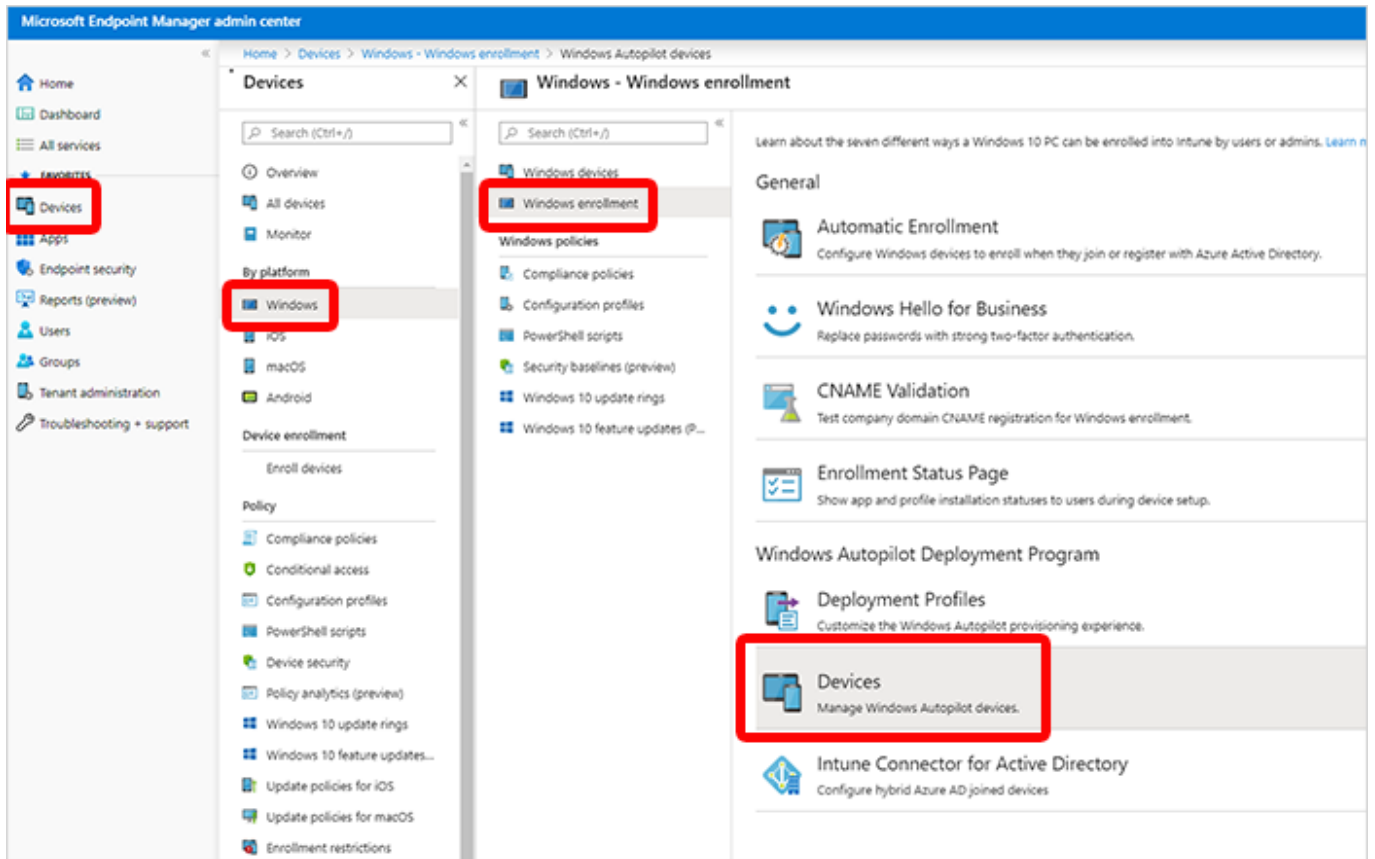 Microsoft Endpoint Manager admin center
Home > Devices > Windows - Windows enrollment > Windows Autopilot devices
Home
Dashboard
All services
FAVORITES
Devices
Apps
Endpoint security
Reports (preview)
Users
Groups
Tenant administration
Troubleshooting + support
Devices
Search (Ctrl+/)
Overview
All devices
Monitor
By platform
Windows
iOS
macOS
Android
Device enrollment
Enroll devices
Policy
Compliance policies
Conditional access
Configuration profiles
PowerShell scripts
Device security
Policy analytics (preview)
Windows 10 update rings
Windows 10 feature updates...
Update policies for iOS
Update policies for macOS
Enrollment restrictions
Windows - Windows enrollment
Search (Ctrl+/)
Windows devices
Windows enrollment
Windows policies
Compliance policies
Configuration profiles
PowerShell scripts
Security baselines (preview)
Windows 10 update rings
Windows 10 feature updates (P...
Learn about the seven different ways a Windows 10 PC can be enrolled into Intune by users or admins. Learn m
General
Automatic Enrollment
Configure Windows devices to enroll when they join or register with Azure Active Directory.
Windows Hello for Business
Replace passwords with strong two-factor authentication.
CNAME Validation
Test company domain CNAME registration for Windows enrollment.
Enrollment Status Page
Show app and profile installation statuses to users during device setup.
Windows Autopilot Deployment Program
Deployment Profiles
Customize the Windows Autopilot provisioning experience.
Devices
Manage Windows Autopilot devices.
Intune Connector for Active Directory
Configure hybrid Azure AD joined devices